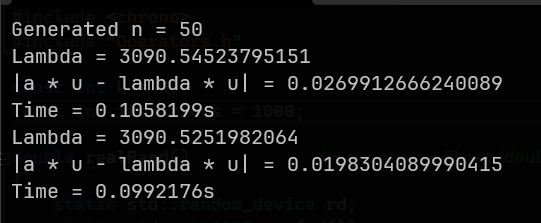 Generated n = 50
Lambda = 3090.54523795151
|a * u - lambda * u| = 0.0269912666240089
Time = 0.1058199s
Lambda = 3090.5251982064
|a * u - lambda * u| = 0.0198304089990415
Time = 0.0992176s